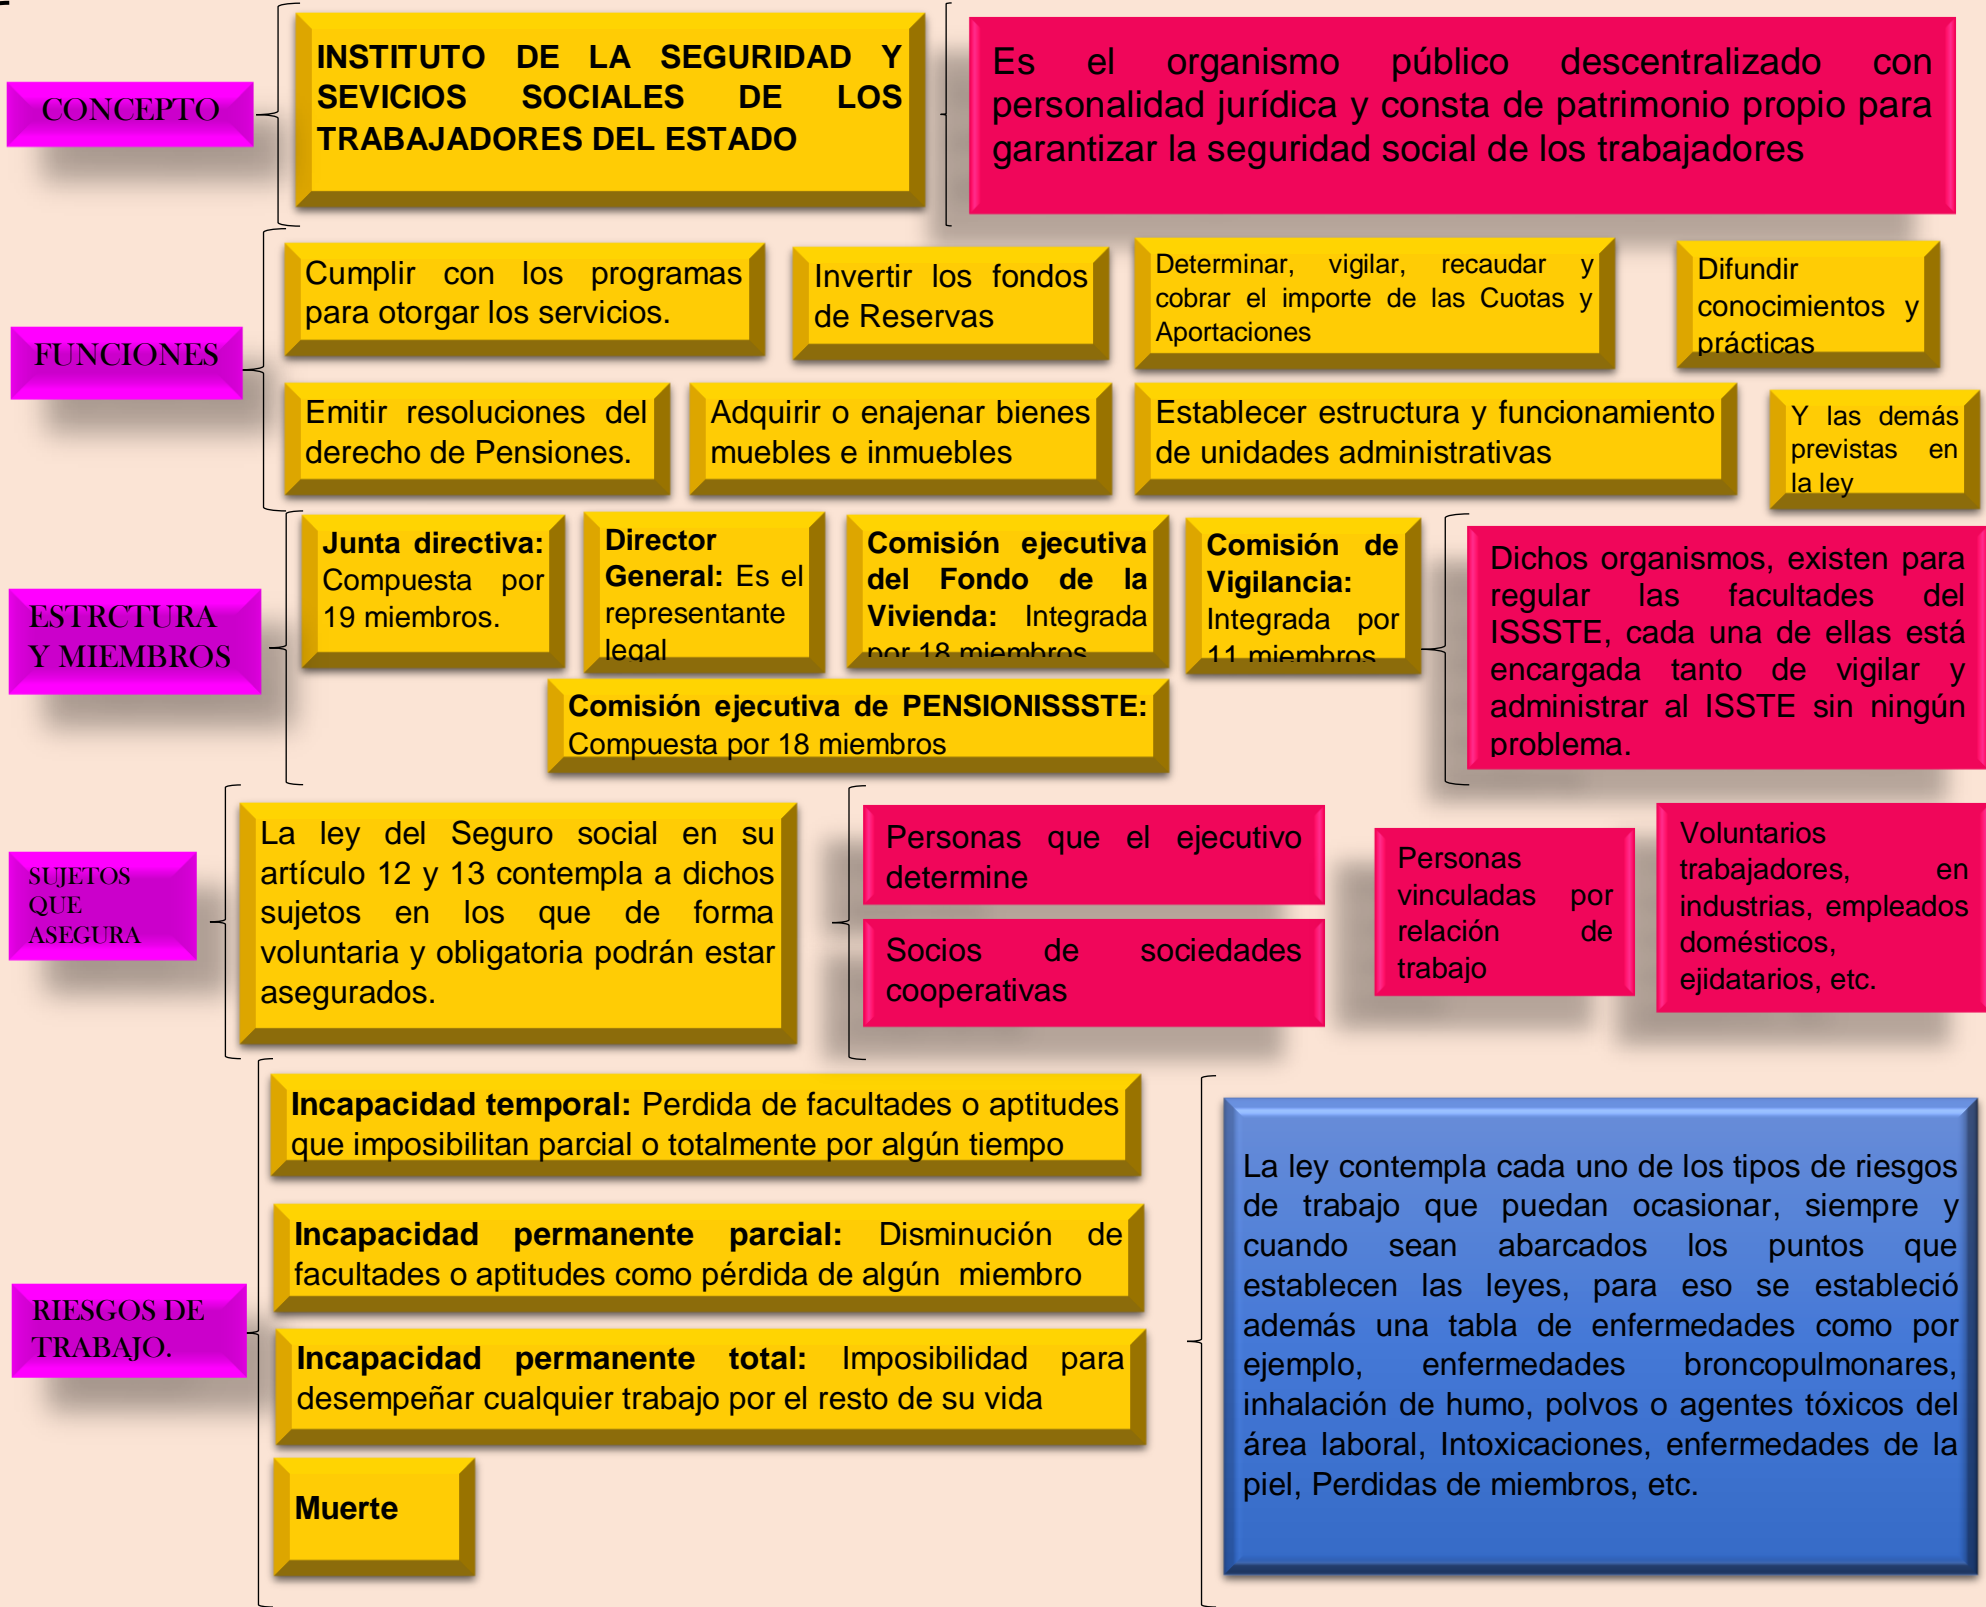 CONCEPTO
INSTITUTO DE LA SEGURIDAD Y
SEVICIOS SOCIALES DE LOS
TRABAJADORES DEL ESTADO
Es el organismo público descentralizado con
personalidad jurídica y consta de patrimonio propio para
garantizar la seguridad social de los trabajadores
FUNCIONES
Cumplir con los programas
para otorgar los servicios.
Invertir los fondos
de Reservas
Determinar, vigilar, recaudar y
cobrar el importe de las Cuotas y
Aportaciones
Difundir
conocimientos y
prácticas
Emitir resoluciones del
derecho de Pensiones.
Adquirir o enajenar bienes
muebles e inmuebles
Establecer estructura y funcionamiento
de unidades administrativas
Y las demás
previstas en
la ley
ESTRCTURA
Y MIEMBROS
Junta directiva:
Compuesta por
19 miembros.
Director
General: Es el
representante
legal
Comisión ejecutiva
del Fondo de la
Vivienda: Integrada
por 18 miembros
Comisión de
Vigilancia:
Integrada por
11 miembros
Comisión ejecutiva de PENSIONISSSTE:
Compuesta por 18 miembros
Dichos organismos, existen para
regular las facultades del
ISSSTE, cada una de ellas está
encargada tanto de vigilar y
administrar al ISSTE sin ningún
problema.
SUJETOS
QUE
ASEGURA
La ley del Seguro social en su
artículo 12 y 13 contempla a dichos
sujetos en los que de forma
voluntaria y obligatoria podrán estar
asegurados.
Personas que el ejecutivo
determine
Socios de sociedades
cooperativas
Personas
vinculadas por
relación de
trabajo
Voluntarios
trabajadores, en
industrias, empleados
domésticos,
ejidatarios, etc.
RIESGOS DE
TRABAJO.
Incapacidad temporal: Perdida de facultades o aptitudes
que imposibilitan parcial o totalmente por algún tiempo
Incapacidad permanente parcial: Disminución de
facultades o aptitudes como pérdida de algún miembro
Incapacidad permanente total: Imposibilidad para
desempeñar cualquier trabajo por el resto de su vida
Muerte
La ley contempla cada uno de los tipos de riesgos
de trabajo que puedan ocasionar, siempre y
cuando sean abarcados los puntos que
establecen las leyes, para eso se estableció
además una tabla de enfermedades como por
ejemplo, enfermedades broncopulmonares,
inhalación de humo, polvos o agentes tóxicos del
área laboral, Intoxicaciones, enfermedades de la
piel, Perdidas de miembros, etc.